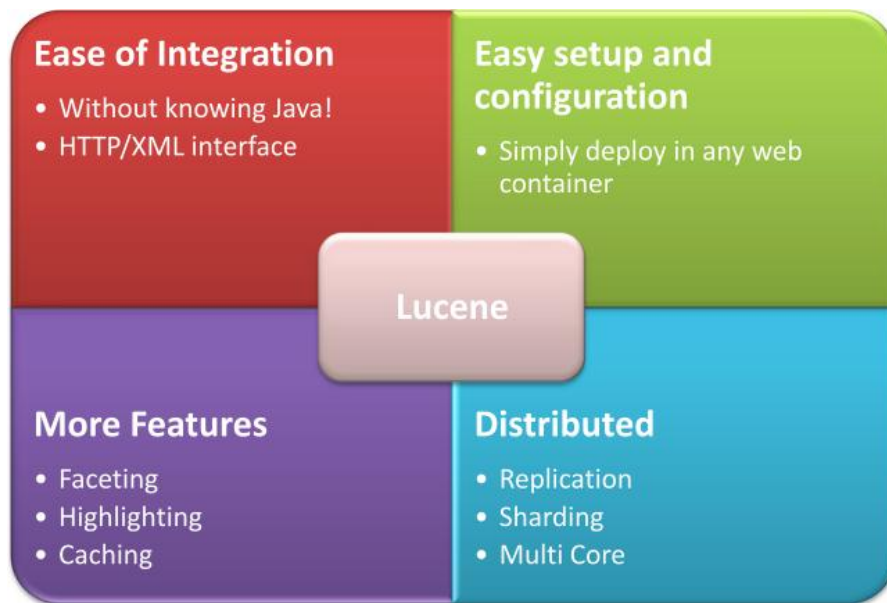 Ease of Integration
• Without knowing Java!
• HTTP/XML interface
Easy setup and
configuration
• Simply deploy in any web
container
Lucene
More Features
• Faceting
• Highlighting
• Caching
Distributed
• Replication
• Sharding
• Multi Core